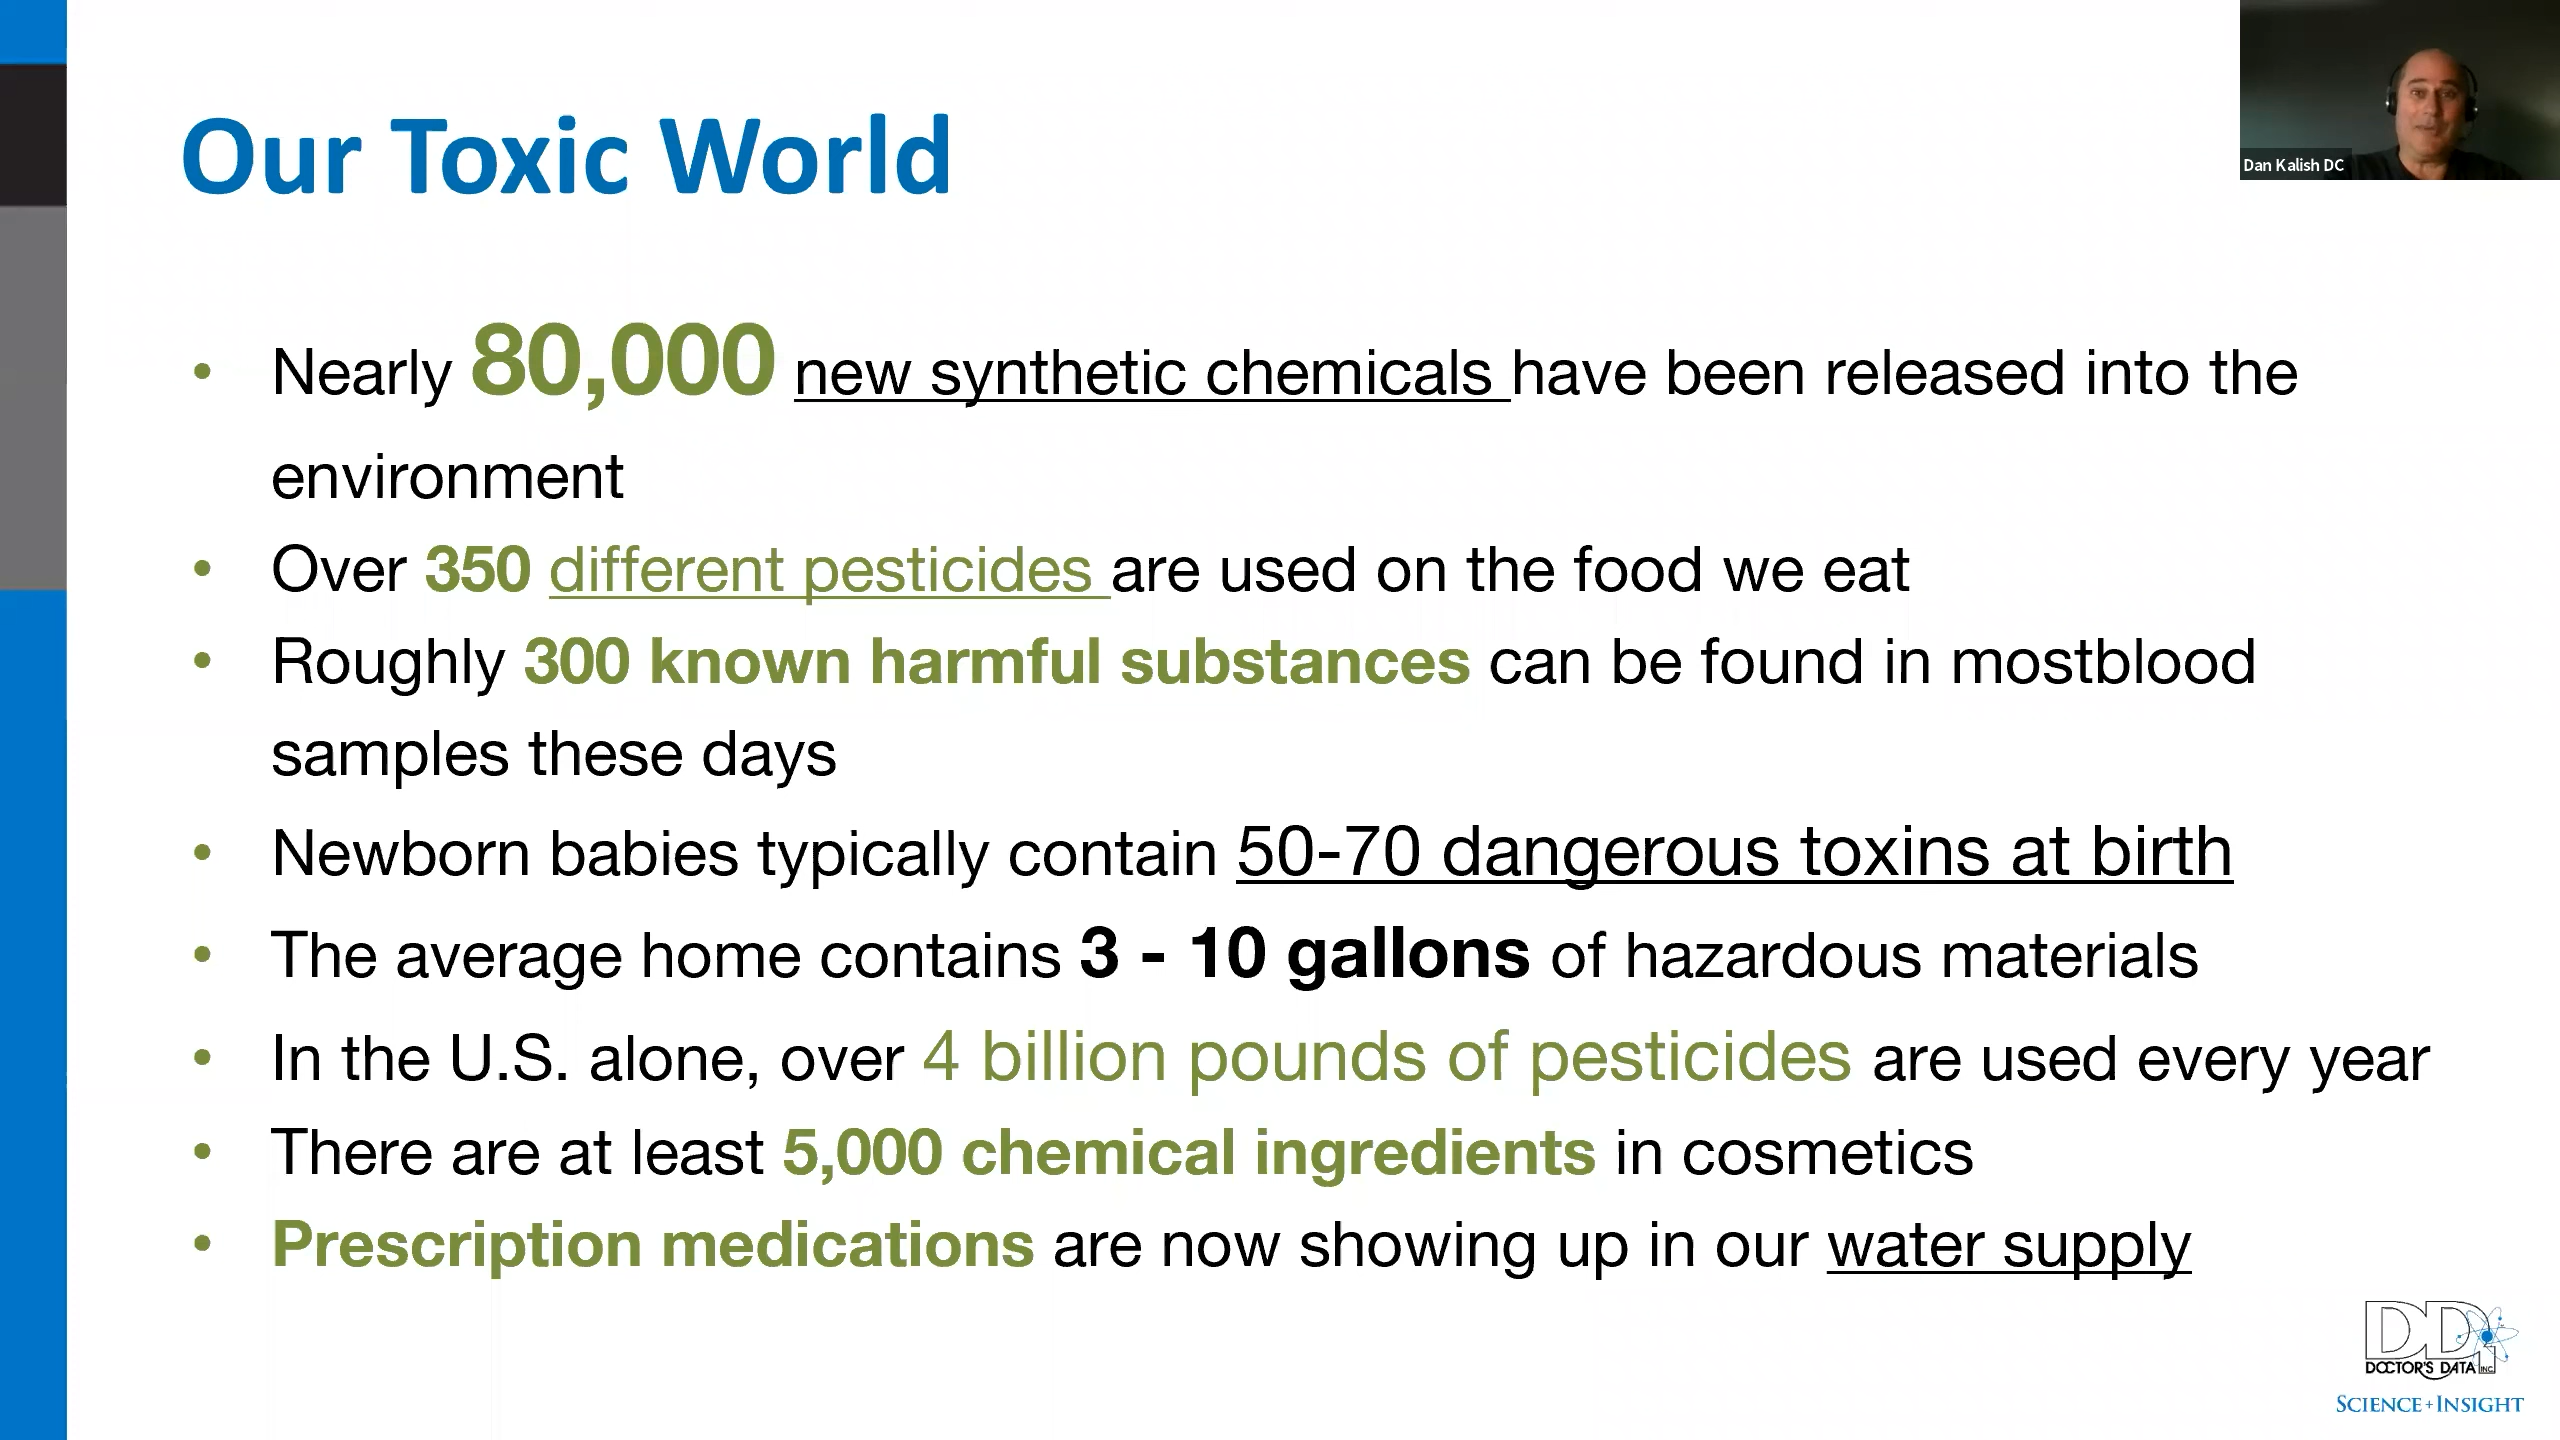 Our Toxic World
Dan Kalish DC
• Nearly 80,000 new synthetic chemicals have been released into the
environment
• Over 350 different pesticides are used on the food we eat
• Roughly 300 known harmful substances can be found in mostblood
samples these days
• Newborn babies typically contain 50-70 dangerous toxins at birth
• The average home contains 3 - 10 gallons of hazardous materials
• In the U.S. alone, over 4 billion pounds of pesticides are used every year
• There are at least 5,000 chemical ingredients in cosmetics
• Prescription medications are now showing up in our water supply
DDI
DOCTOR'S DATA INC.
SCIENCE+INSIGHT